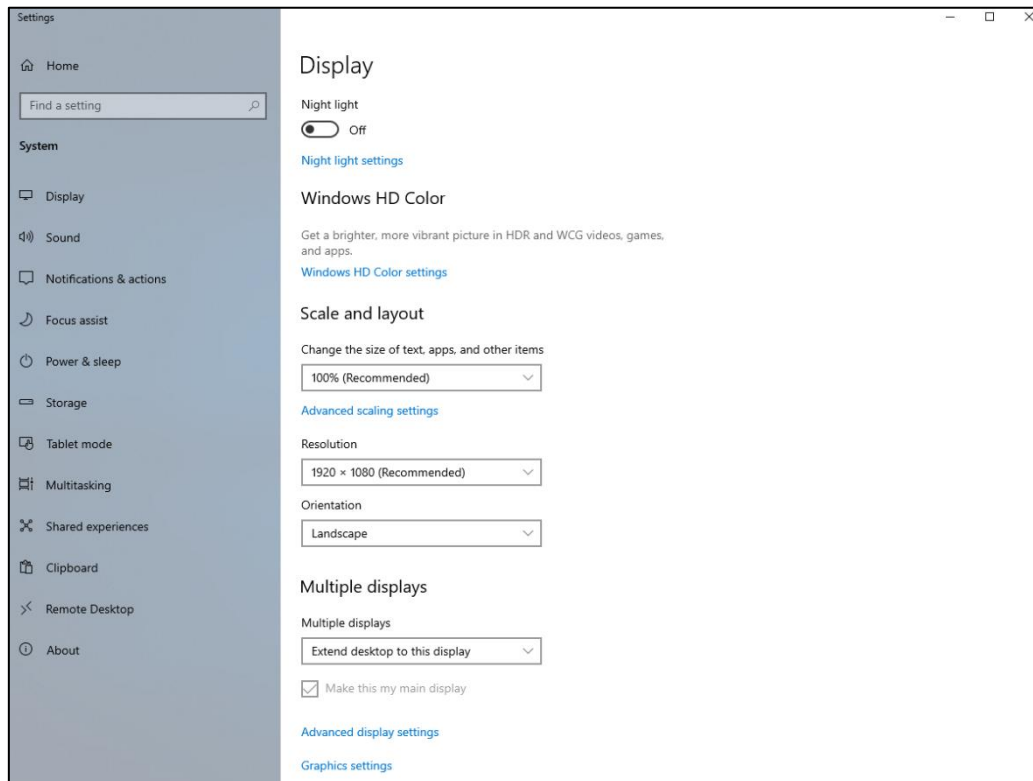 Settings
Home
Find a setting
System
Display
Sound
Notifications & actions
Focus assist
Power & sleep
Storage
Tablet mode
Multitasking
Shared experiences
Clipboard
Remote Desktop
About
Display
Night light
Off
Night light settings
Windows HD Color
Get a brighter, more vibrant picture in HDR and WCG videos, games,
and apps.
Windows HD Color settings
Scale and layout
Change the size of text, apps, and other items
100% (Recommended)
Advanced scaling settings
Resolution
1920 × 1080 (Recommended)
Orientation
Landscape
Multiple displays
Multiple displays
Extend desktop to this display
Make this my main display
Advanced display settings
Graphics settings